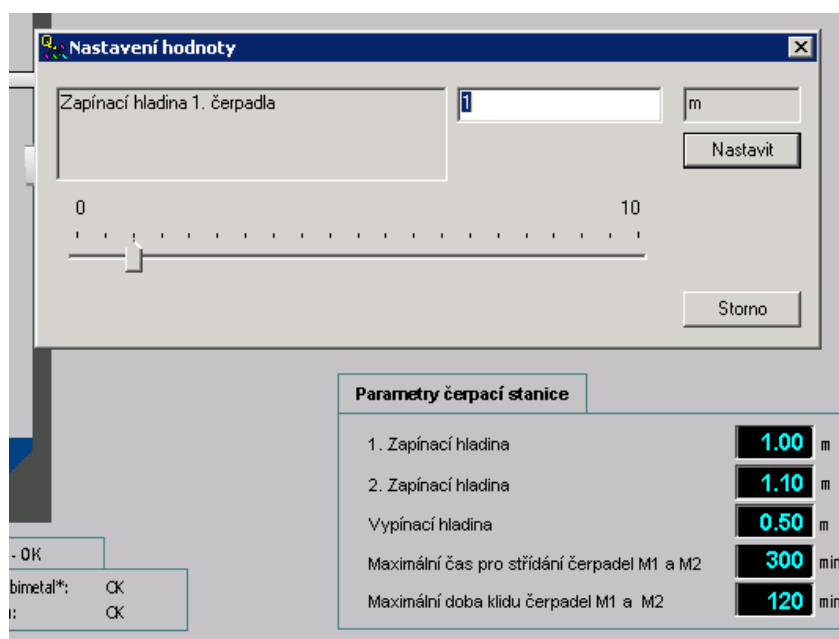 Nastavení hodnoty
Zapínací hladina 1. čerpadla
1
m
Nastavit
0
10
Storno
Parametry čerpací stanice
1. Zapínací hladina 1.00 m
2. Zapínací hladina 1.10 m
Vypínací hladina 0.50 m
Maximální čas pro střídání čerpadel M1 a M2 300 min
Maximální doba klidu čerpadel M1 a M2 120 min
- OK
bimetal*: OK
OK